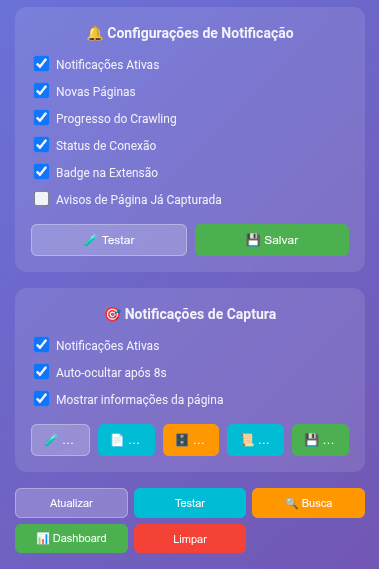 🔔 Configurações de Notificação
Notificações Ativas
Novas Páginas
Progresso do Crawling
Status de Conexão
Badge na Extensão
Avisos de Página Já Capturada
🧪 Testar
💾 Salvar
🎯 Notificações de Captura
Notificações Ativas
Auto-ocultar após 8s
Mostrar informações da página
🧪 ...
📄 ...
🗄️ ...
📜 ...
💾 ...
Atualizar
Testar
🔍 Busca
📊 Dashboard
Limpar